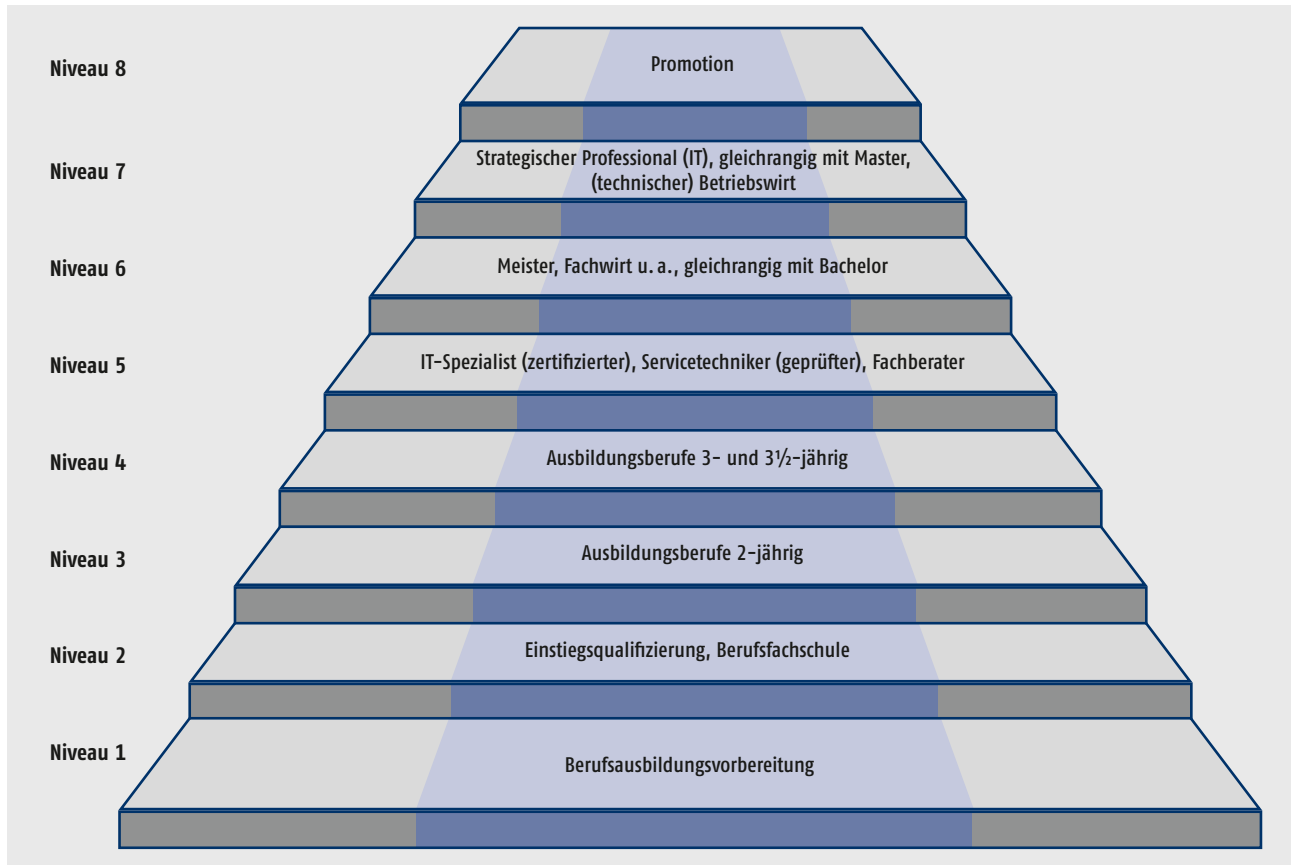 Niveau 8
Promotion
Niveau 7
Strategischer Professional (IT), gleichrangig mit Master,
(technischer) Betriebswirt
Niveau 6
Meister, Fachwirt u. a., gleichrangig mit Bachelor
Niveau 5
IT-Spezialist (zertifizierter), Servicetechniker (geprüfter), Fachberater
Niveau 4
Ausbildungsberufe 3- und 3½-jährig
Niveau 3
Ausbildungsberufe 2-jährig
Niveau 2
Einstiegsqualifizierung, Berufsfachschule
Niveau 1
Berufsausbildungsvorbereitung